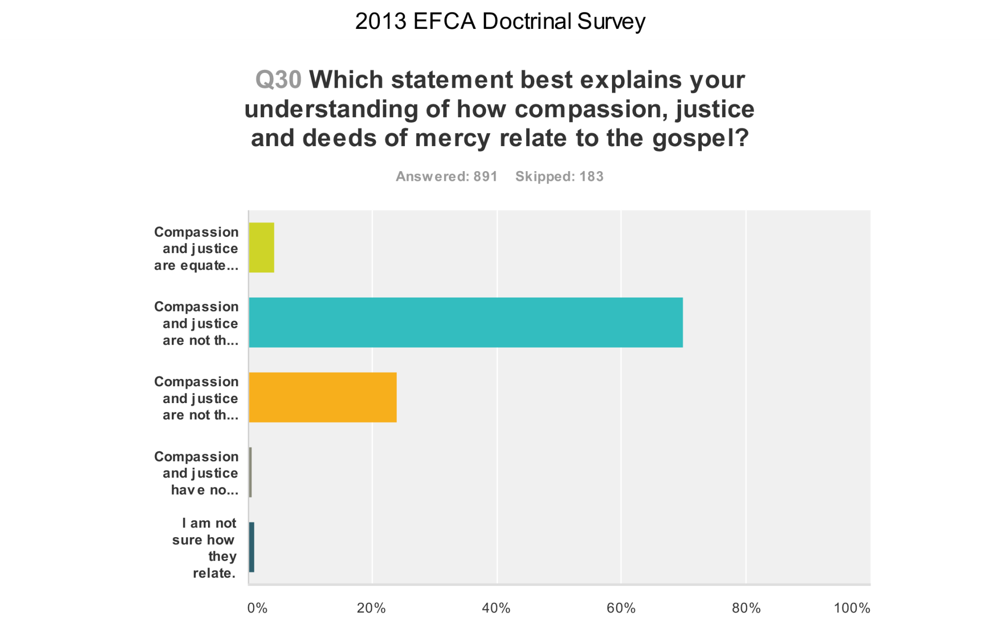 2013 EFCA Doctrinal Survey
Q30 Which statement best explains your
understanding of how compassion, justice
and deeds of mercy relate to the gospel?
Answered: 891 Skipped: 183
Compassion
and justice
are equate...
Compassion
and justice
are not th...
Compassion
and justice
are not th...
Compassion
and justice
have no...
I am not
sure how
they
relate.
0% 20% 40% 60% 80% 100%